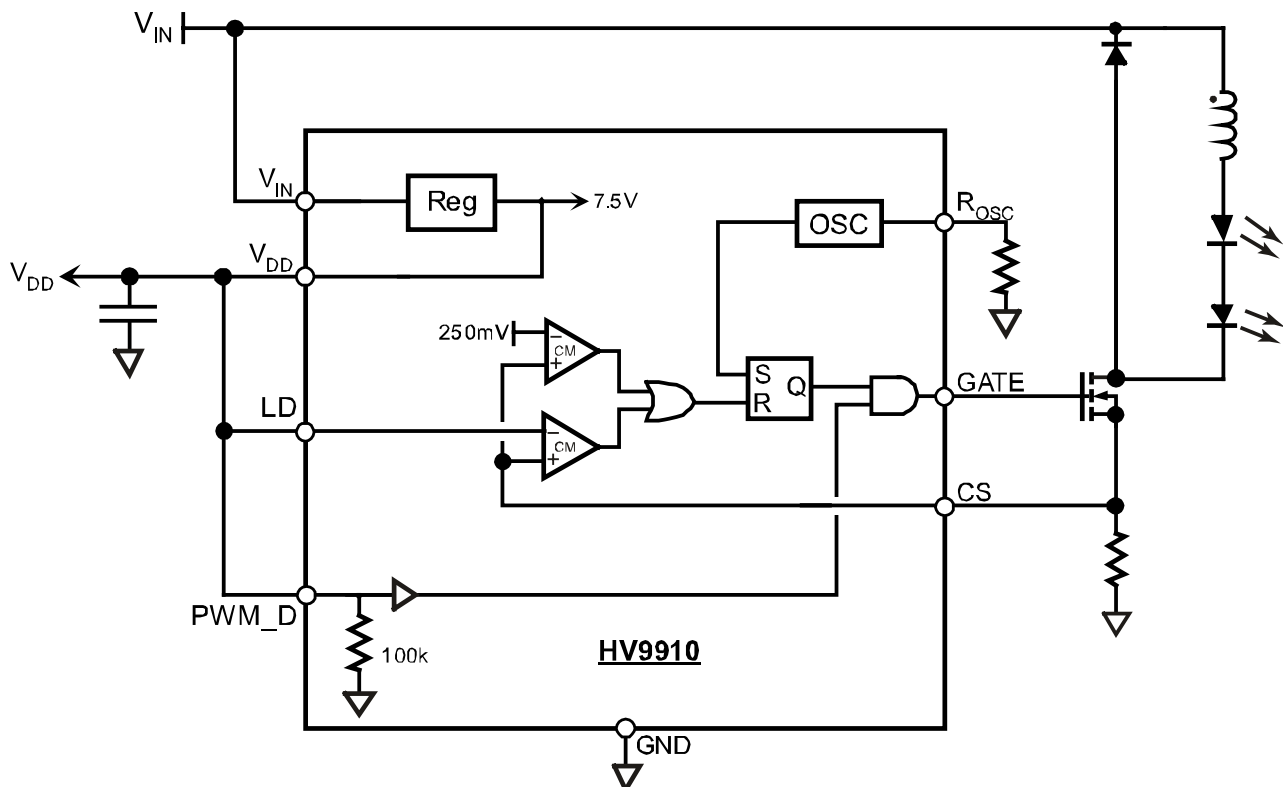 VIN
VIN
Reg
7.5V
OSC
ROSC
VDD
VDD
250mV
CM
−
+
S
R
Q
GATE
LD
CM
−
+
CS
PWM_D
100k
HV9910
GND